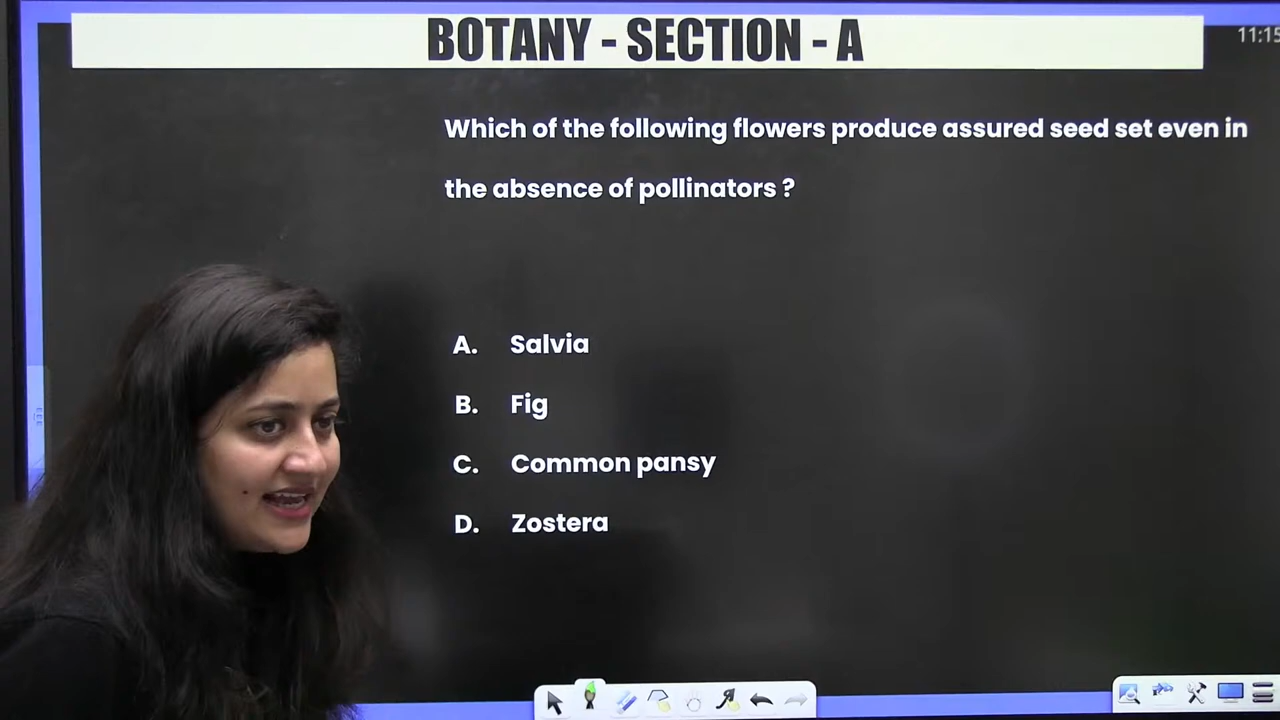 BOTANY - SECTION - A
11:15
Which of the following flowers produce assured seed set even in
the absence of pollinators ?
A. Salvia
B. Fig
C. Common pansy
D. Zostera